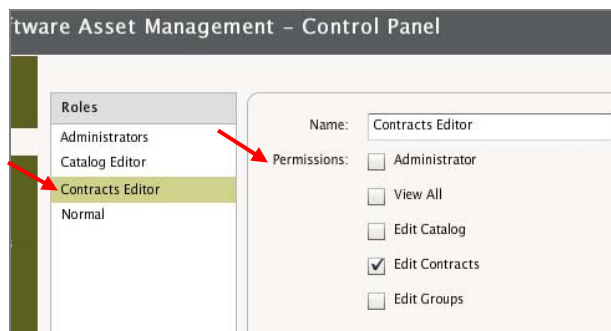 ftware Asset Management – Control Panel
Roles
Administrators
Catalog Editor
Contracts Editor
Normal
Name: Contracts Editor
Permissions: Administrator
View All
Edit Catalog
Edit Contracts
Edit Groups